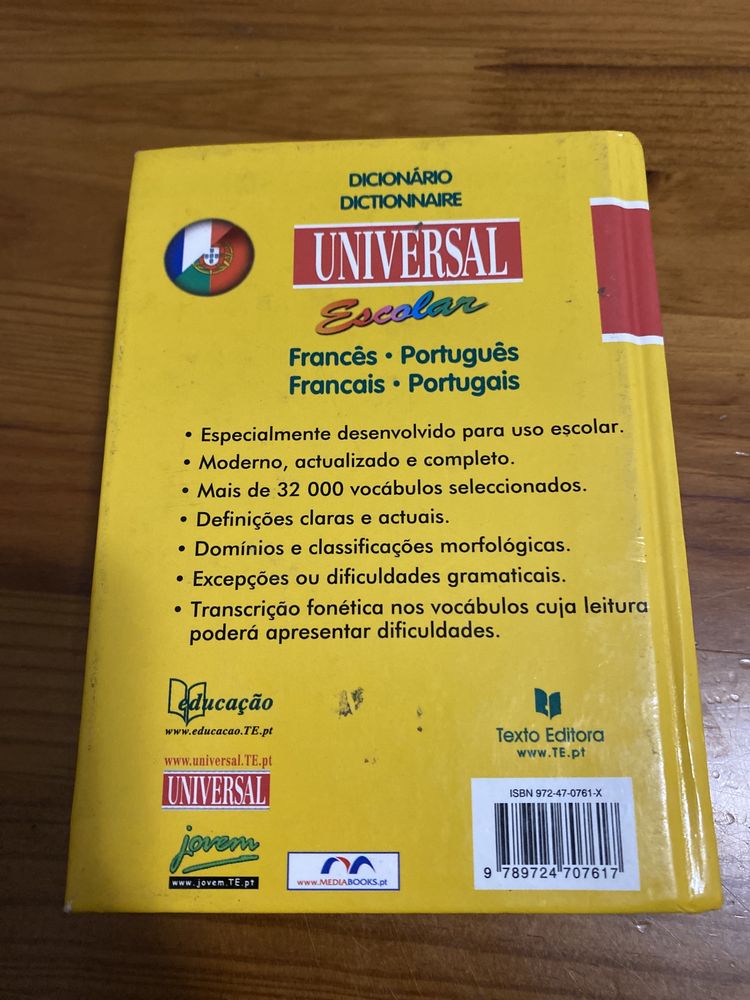 DICIONÁRIO
DICTIONNAIRE
UNIVERSAL
Escolar
Francês • Português
Francais • Portugais
• Especialmente desenvolvido para uso escolar.
• Moderno, actualizado e completo.
• Mais de 32 000 vocábulos seleccionados.
• Definições claras e actuais.
• Domínios e classificações morfológicas.
• Excepções ou dificuldades gramaticais.
• Transcrição fonética nos vocábulos cuja leitura
poderá apresentar dificuldades.
educação
www.educacao.TE.pt
www.universal.TE.pt
UNIVERSAL
jovem
www.jovem.TE.pt
www.MEDIABOOKS.pt
Texto Editora
www.TE.pt
ISBN 972-47-0761-X
9 789724 707617